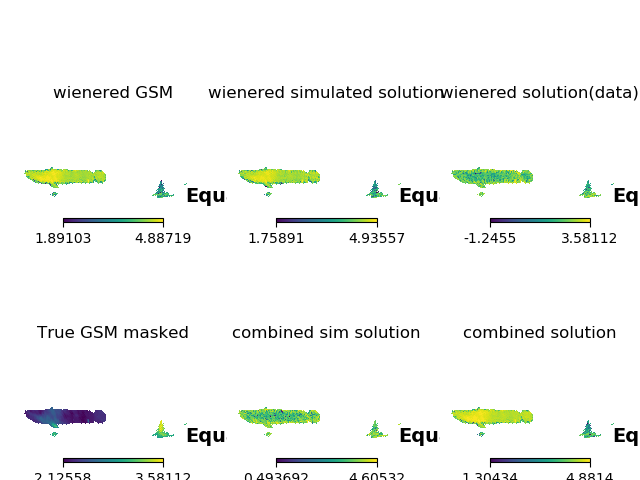 wienered GSM
wienered simulated solution
wienered solution(data)
Equ
Equ
Eq
1.89103 4.88719
1.75891 4.93557
-1.2455 3.58112
True GSM masked
combined sim solution
combined solution
Equ
Equ
Eq
2.12558 3.58112
0.493692 4.60532
1.30434 4.8814